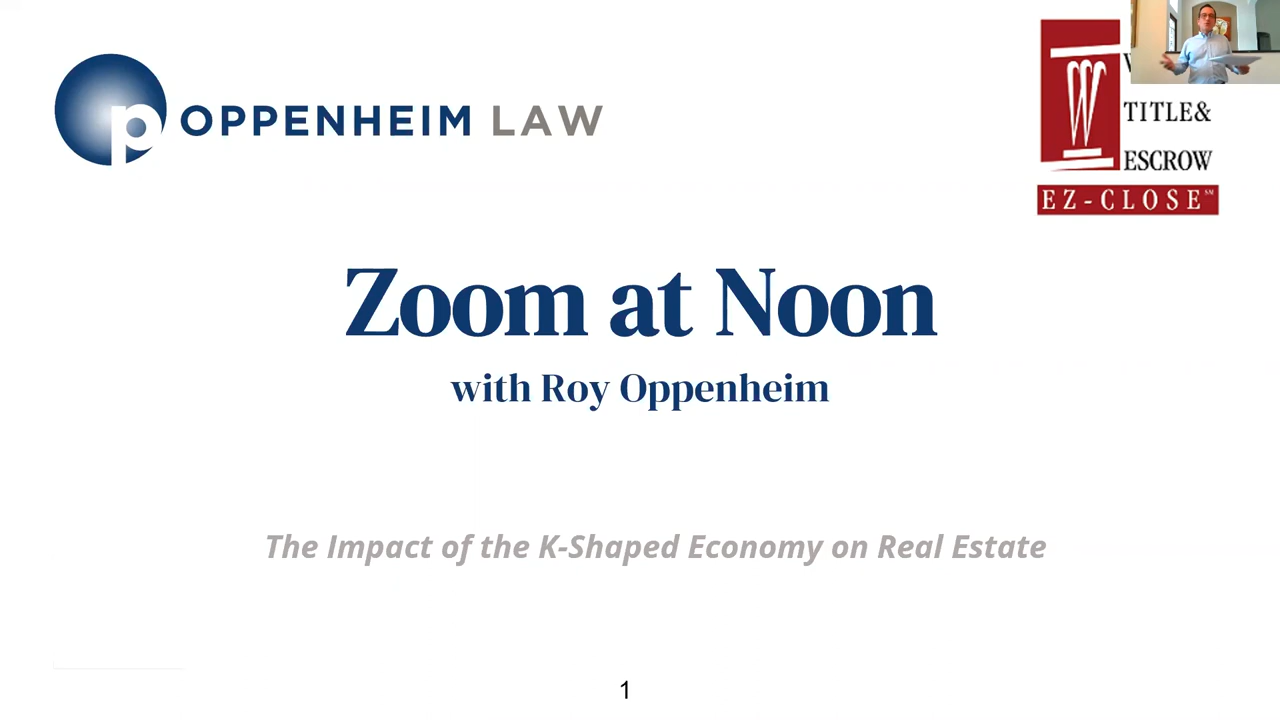 OPPENHEIM LAW
TITLE&
ESCROW
EZ-CLOSE℠
Zoom at Noon
with Roy Oppenheim
The Impact of the K-Shaped Economy on Real Estate
1